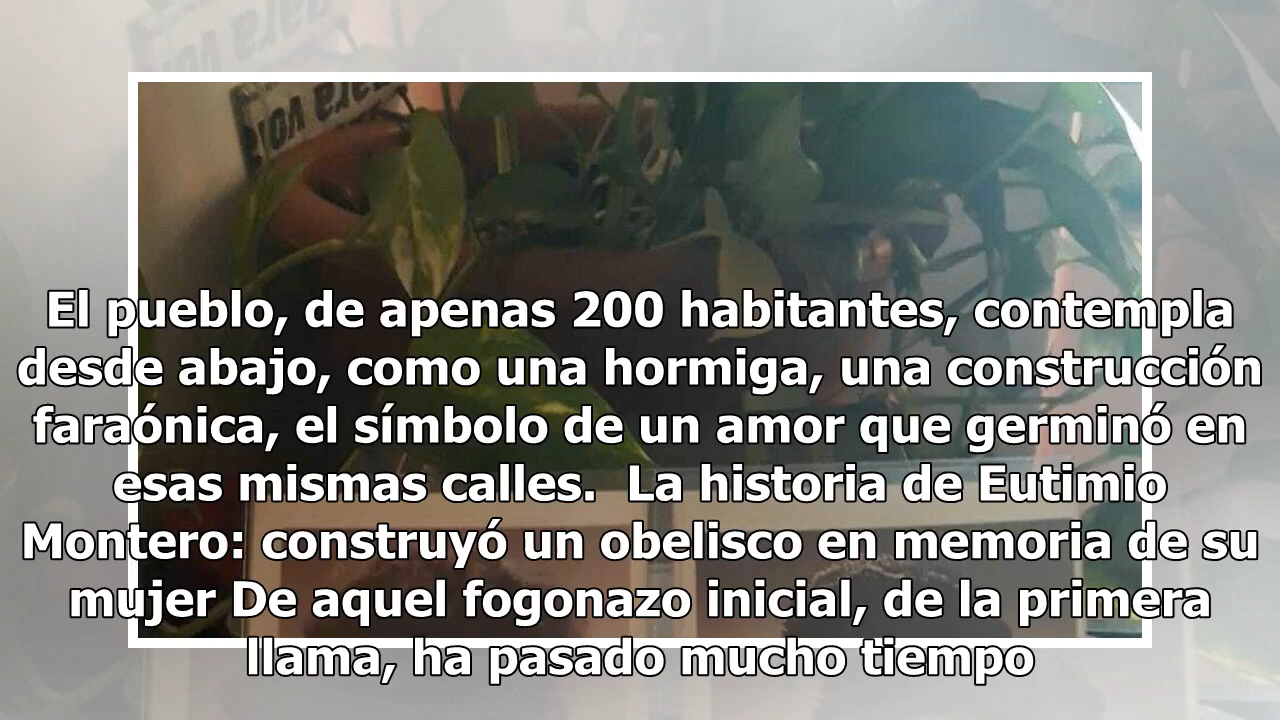 El pueblo, de apenas 200 habitantes, contempla
desde abajo, como una hormiga, una construcción
faraónica, el símbolo de un amor que germinó en
esas mismas calles.  La historia de Eutimio
Montero: construyó un obelisco en memoria de su
mujer De aquel fogonazo inicial, de la primera
llama, ha pasado mucho tiempo